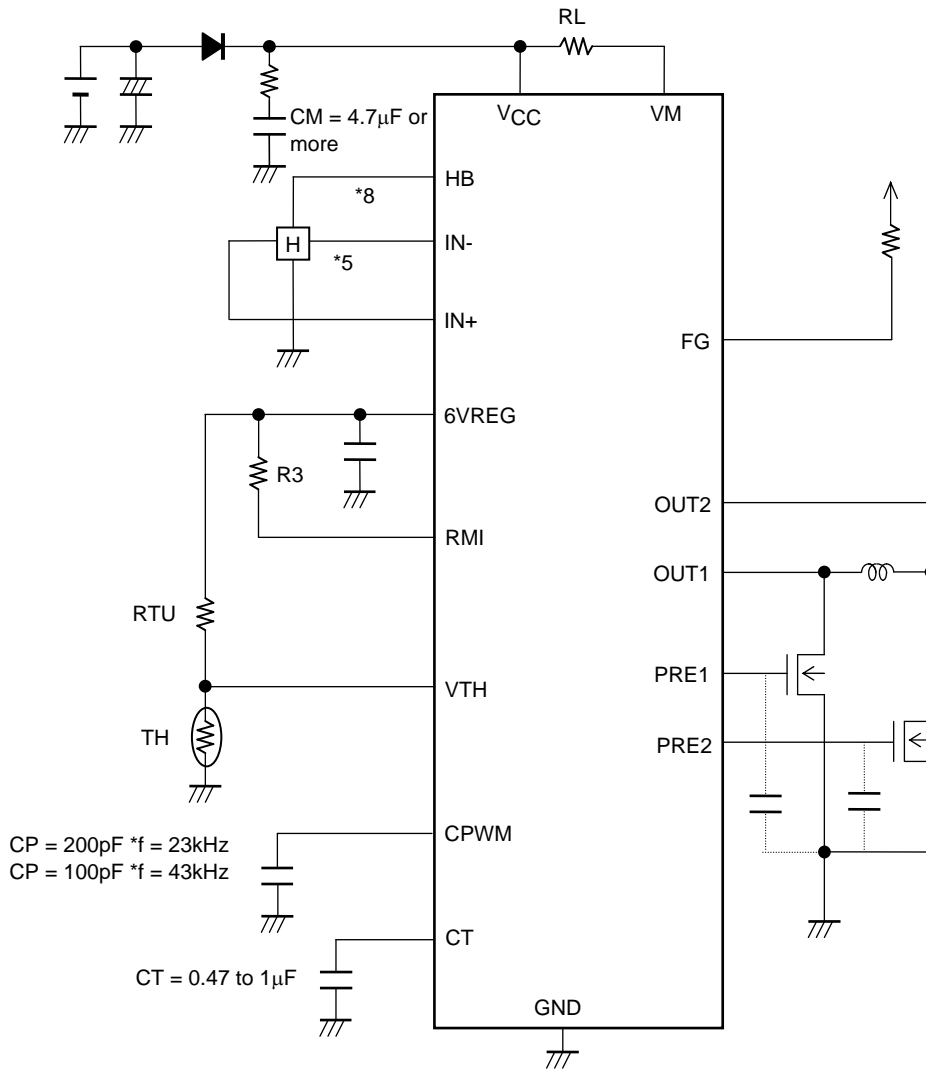 RL
VCC
VM
CM = 4.7μF or
more
HB
*8
H
IN-
*5
IN+
FG
6VREG
R3
OUT2
RMI
OUT1
RTU
PRE1
VTH
TH
PRE2
CPWM
CP = 200pF *f = 23kHz
CP = 100pF *f = 43kHz
CT
CT = 0.47 to 1μF
GND